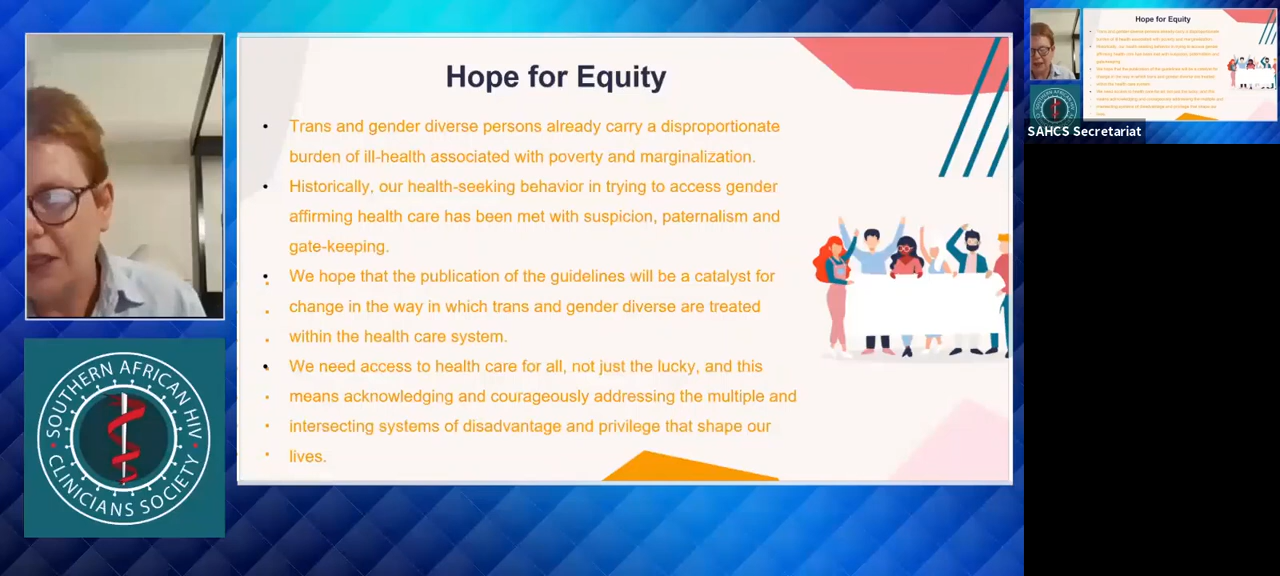 Hope for Equity
• Trans and gender diverse persons already carry a disproportionate
burden of ill-health associated with poverty and marginalization.
• Historically, our health-seeking behavior in trying to access gender
affirming health care has been met with suspicion, paternalism and
gate-keeping.
• We hope that the publication of the guidelines will be a catalyst for
change in the way in which trans and gender diverse are treated
within the health care system.
• We need access to health care for all, not just the lucky, and this
means acknowledging and courageously addressing the multiple and
intersecting systems of disadvantage and privilege that shape our
lives.
SOUTHERN AFRICAN HIV
CLINICIANS SOCIETY
Hope for Equity
SAHCS Secretariat